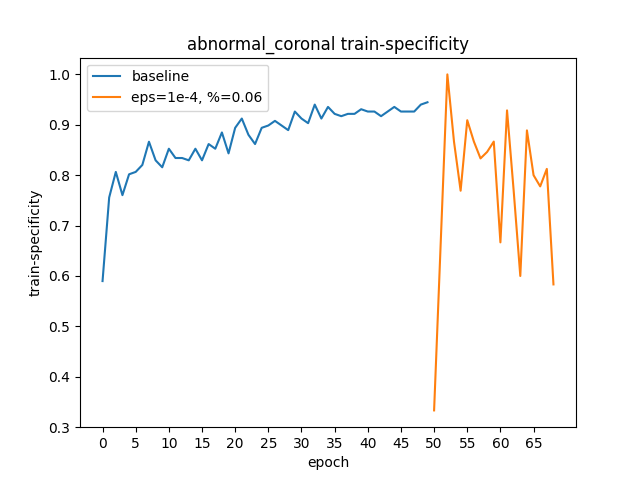 abnormal_coronal train-specificity
baseline
eps=1e-4, %=0.06
train-specificity
1.0
0.9
0.8
0.7
0.6
0.5
0.4
0.3
0 5 10 15 20 25 30 35 40 45 50 55 60 65
epoch